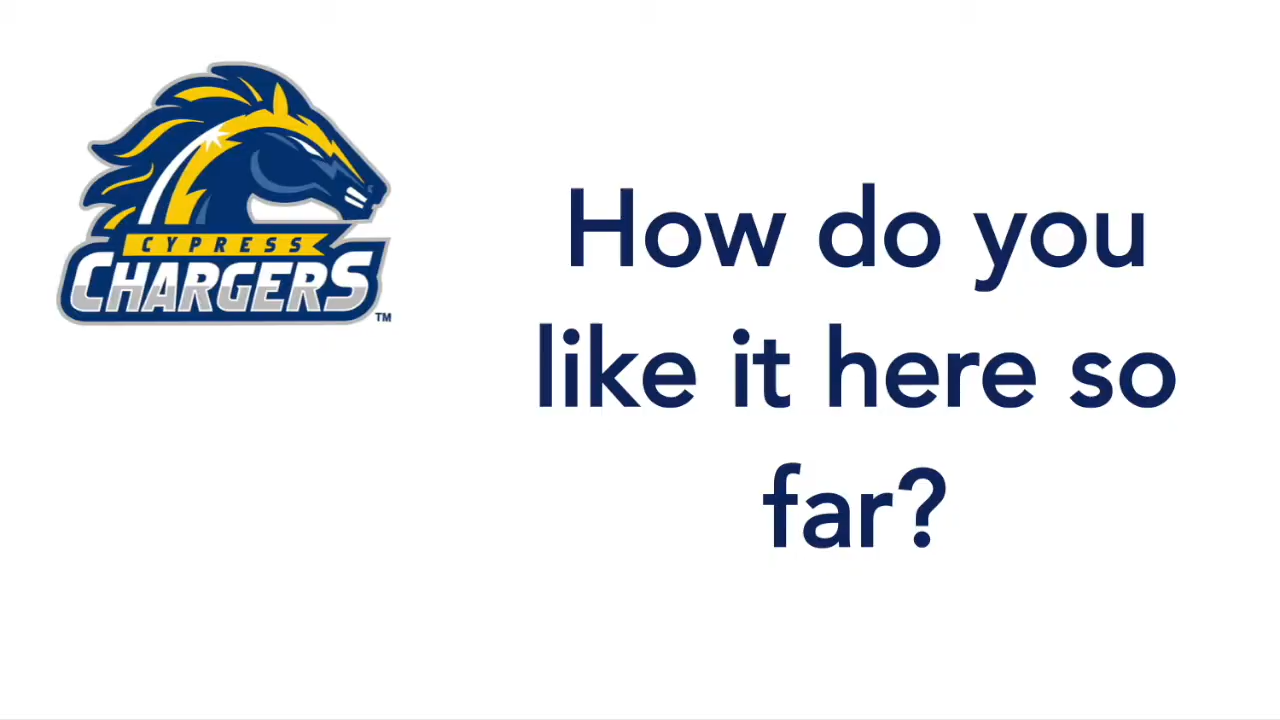 CYPRESS
CHARGERS
TM
How do you
like it here so
far?